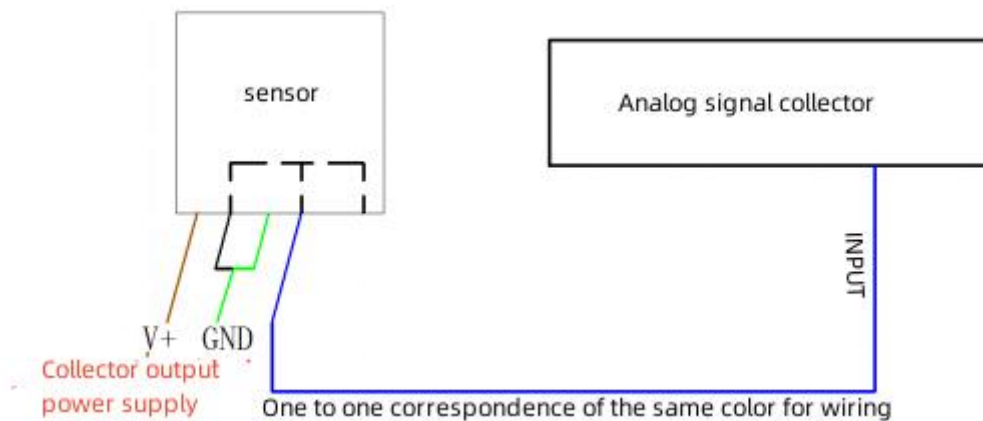 sensor
Analog signal collector
INPUT
V+ GND
Collector output
power supply
One to one correspondence of the same color for wiring